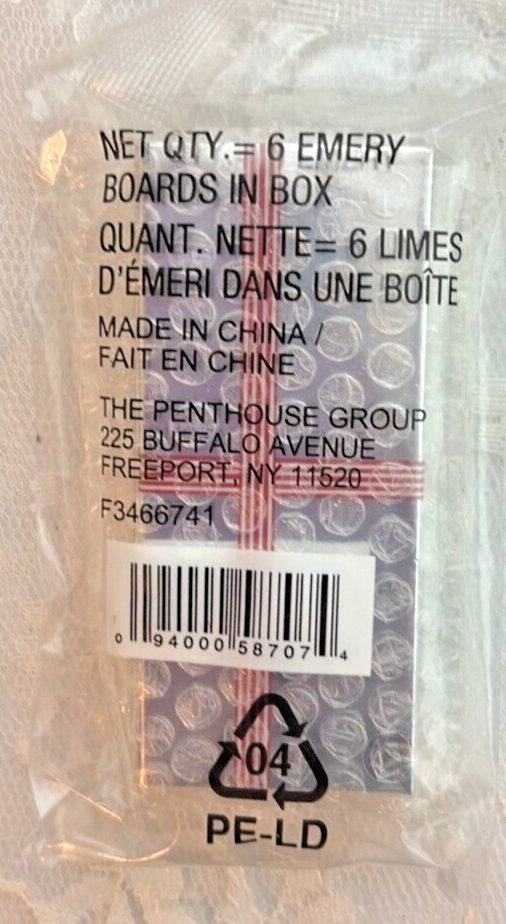 NET QTY.= 6 EMERY
BOARDS IN BOX
QUANT. NETTE= 6 LIMES
D'ÉMERI DANS UNE BOÎTE
MADE IN CHINA /
FAIT EN CHINE
THE PENTHOUSE GROUP
225 BUFFALO AVENUE
FREEPORT, NY 11520
F3466741
0 94000 58707 4
04
PE-LD